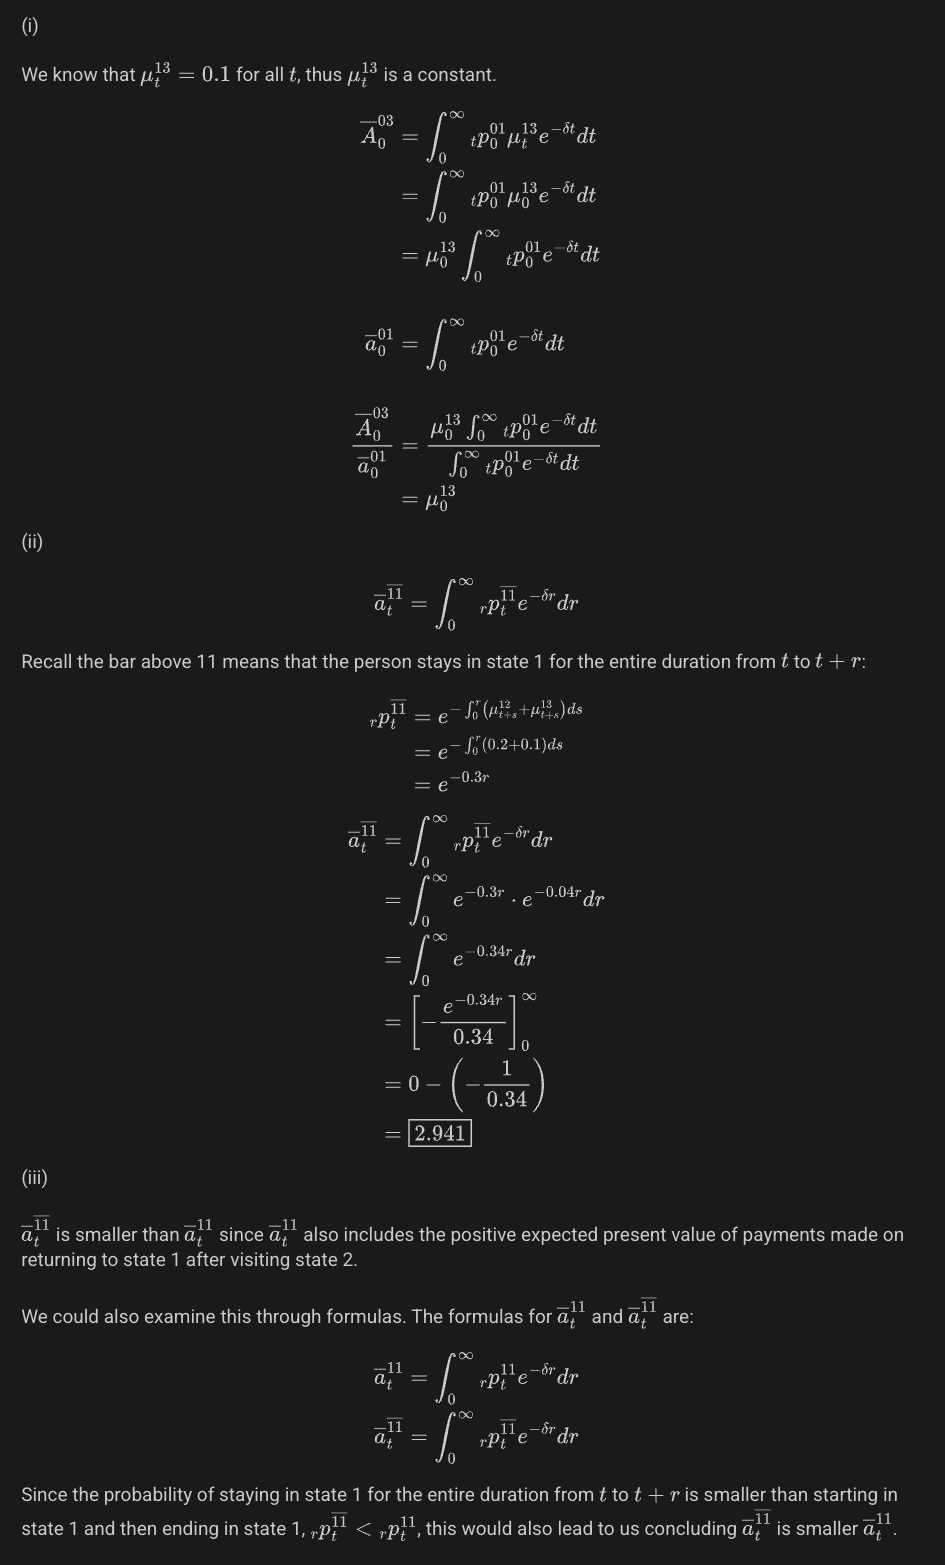 (i)
We know that $\mu_t^{13} = 0.1$ for all $t$, thus $\mu_t^{13}$ is a constant.
$\overline{A}_0^{03} = \int_0^\infty {}_tp_0^{01} \mu_t^{13} e^{-\delta t} dt$
$= \int_0^\infty {}_tp_0^{01} \mu_0^{13} e^{-\delta t} dt$
$= \mu_0^{13} \int_0^\infty {}_tp_0^{01} e^{-\delta t} dt$
$\overline{a}_0^{01} = \int_0^\infty {}_tp_0^{01} e^{-\delta t} dt$
$\frac{\overline{A}_0^{03}}{\overline{a}_0^{01}} = \frac{\mu_0^{13} \int_0^\infty {}_tp_0^{01} e^{-\delta t} dt}{\int_0^\infty {}_tp_0^{01} e^{-\delta t} dt}$
$= \mu_0^{13}$
(ii)
$\overline{a}_t^{\overline{11}} = \int_0^\infty {}_rp_t^{\overline{11}} e^{-\delta r} dr$
Recall the bar above 11 means that the person stays in state 1 for the entire duration from $t$ to $t + r$:
${}_rp_t^{\overline{11}} = e^{-\int_0^r (\mu_{t+s}^{12} + \mu_{t+s}^{13}) ds}$
$= e^{-\int_0^r (0.2+0.1) ds}$
$= e^{-0.3r}$
$\overline{a}_t^{\overline{11}} = \int_0^\infty {}_rp_t^{\overline{11}} e^{-\delta r} dr$
$= \int_0^\infty e^{-0.3r} \cdot e^{-0.04r} dr$
$= \int_0^\infty e^{-0.34r} dr$
$= \left[ -\frac{e^{-0.34r}}{0.34} \right]_0^\infty$
$= 0 - \left( -\frac{1}{0.34} \right)$
$= \boxed{2.941}$
(iii)
$\overline{a}_t^{\overline{11}}$ is smaller than $\overline{a}_t^{11}$ since $\overline{a}_t^{11}$ also includes the positive expected present value of payments made on
returning to state 1 after visiting state 2.
We could also examine this through formulas. The formulas for $\overline{a}_t^{11}$ and $\overline{a}_t^{\overline{11}}$ are:
$\overline{a}_t^{11} = \int_0^\infty {}_rp_t^{11} e^{-\delta r} dr$
$\overline{a}_t^{\overline{11}} = \int_0^\infty {}_rp_t^{\overline{11}} e^{-\delta r} dr$
Since the probability of staying in state 1 for the entire duration from $t$ to $t + r$ is smaller than starting in
state 1 and then ending in state 1, ${}_rp_t^{\overline{11}} < {}_rp_t^{11}$, this would also lead to us concluding $\overline{a}_t^{\overline{11}}$ is smaller $\overline{a}_t^{11}$.